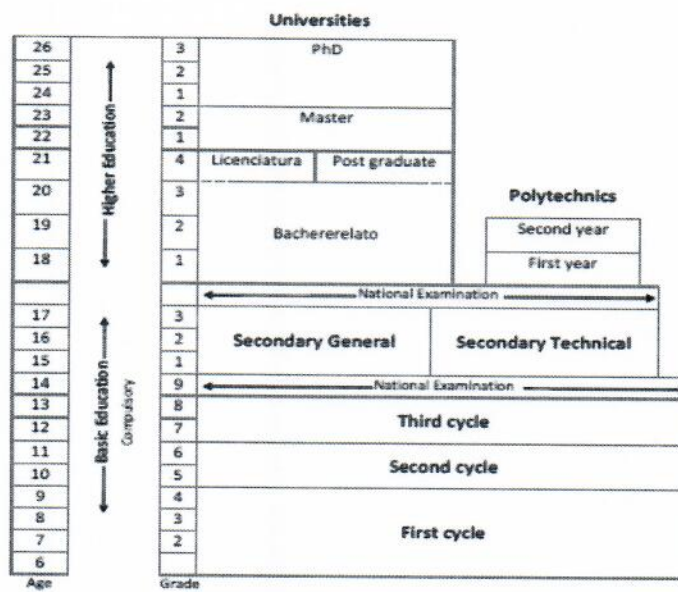 Universities
26 3 PhD
25 2
24 1
23 2 Master
22 1
21 4 Licenciatura Post graduate
20 3
Polytechnics
19 2 Bachererelato Second year
18 1 First year
Higher Education
National Examination
17 3
16 2 Secondary General Secondary Technical
15 1
14 9 National Examination
13 8
12 7 Third cycle
11 6
10 5 Second cycle
9 4
8 3
7 2 First cycle
6
Basic Education
Compulsory
Age Grade